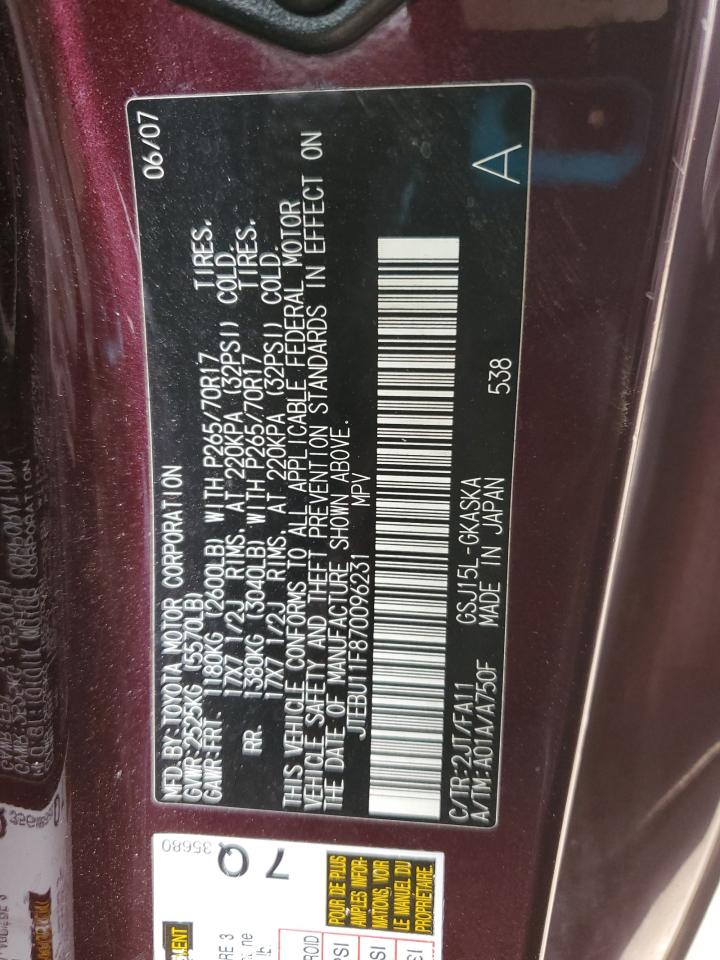 06/07
MFD.BY:TOYOTA MOTOR CORPORATION
GVWR:2525KG (5570LB)
GAWR:FRT. 1180KG (2600LB) WITH P265/70R17 TIRES,
17X7 1/2J RIMS, AT 220KPA (32PSI) COLD.
RR. 1380KG (3040LB) WITH P265/70R17 TIRES,
17X7 1/2J RIMS, AT 220KPA (32PSI) COLD.
THIS VEHICLE CONFORMS TO ALL APPLICABLE FEDERAL MOTOR
VEHICLE SAFETY AND THEFT PREVENTION STANDARDS IN EFFECT ON
THE DATE OF MANUFACTURE SHOWN ABOVE.
JTEBU11F870096231 MPV
C/TR:2JT/FA11 GSJ15L-GKASKA
A/TM:A01A/A750F MADE IN JAPAN 538 A
35680
7Q
POUR DE PLUS
AMPLES INFOR-
MATIONS, VOIR
LE MANUEL DU
PROPRIÉTAIRE.